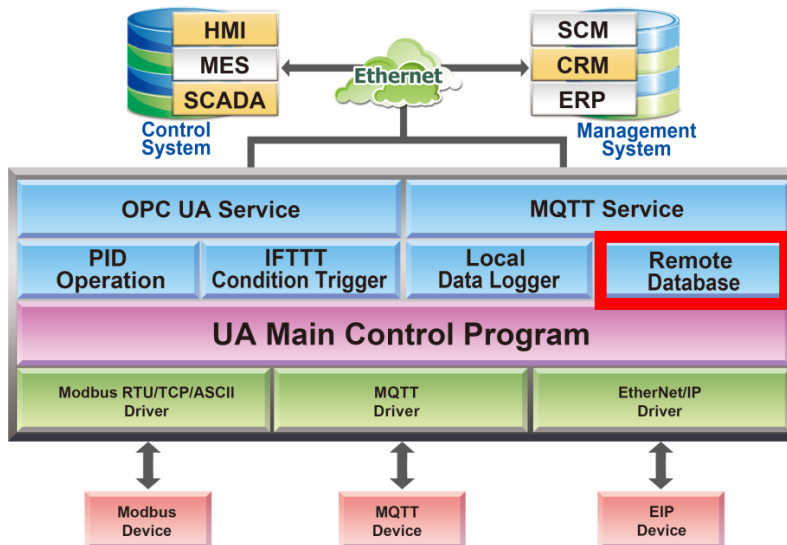 HMI
MES
SCADA
Control
System
Ethernet
SCM
CRM
ERP
Management
System
OPC UA Service
MQTT Service
PID
Operation
IFTTT
Condition Trigger
Local
Data Logger
Remote
Database
UA Main Control Program
Modbus RTU/TCP/ASCII
Driver
MQTT
Driver
EtherNet/IP
Driver
Modbus
Device
MQTT
Device
EIP
Device